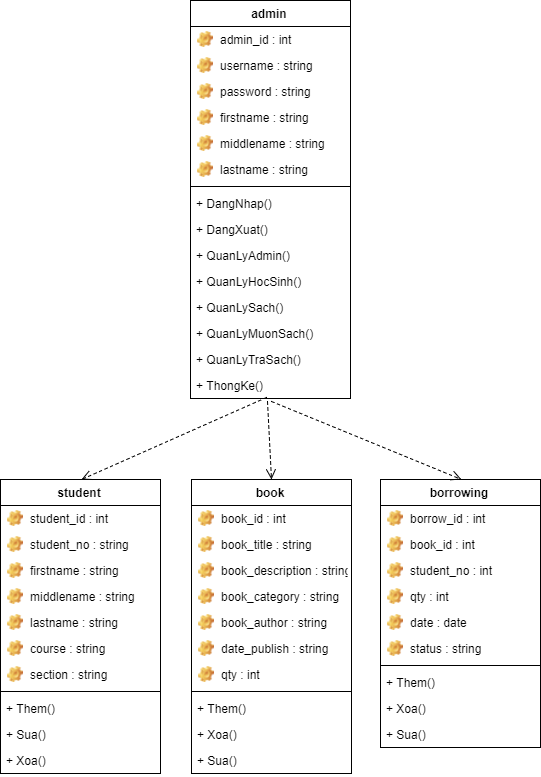 admin
admin_id : int
username : string
password : string
firstname : string
middlename : string
lastname : string
+ DangNhap()
+ DangXuat()
+ QuanLyAdmin()
+ QuanLyHocSinh()
+ QuanLySach()
+ QuanLyMuonSach()
+ QuanLyTraSach()
+ ThongKe()
student
student_id : int
student_no : string
firstname : string
middlename : string
lastname : string
course : string
section : string
+ Them()
+ Sua()
+ Xoa()
book
book_id : int
book_title : string
book_description : string
book_category : string
book_author : string
date_publish : string
qty : int
+ Them()
+ Xoa()
+ Sua()
borrowing
borrow_id : int
book_id : int
student_no : int
qty : int
date : date
status : string
+ Them()
+ Xoa()
+ Sua()